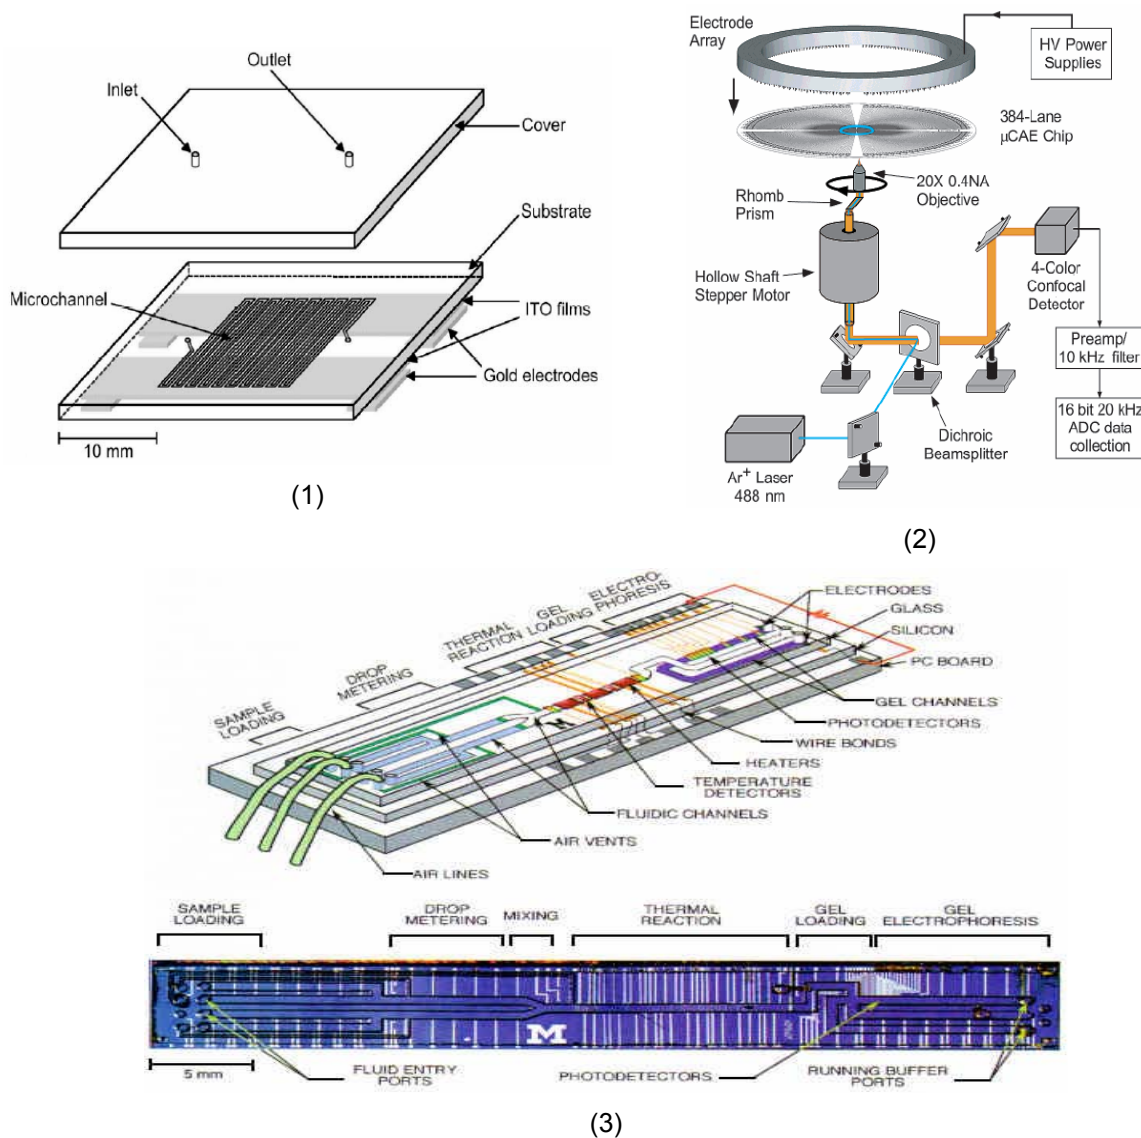 Outlet
Inlet
Cover
Substrate
Microchannel
ITO films
Gold electrodes
10 mm
(1)
Electrode
Array
HV Power
Supplies
384-Lane
μCAE Chip
20X 0.4NA
Objective
Rhomb
Prism
Hollow Shaft
Stepper Motor
4-Color
Confocal
Detector
Preamp/
10 kHz filter
16 bit 20 kHz
ADC data
collection
Dichroic
Beamsplitter
Ar+ Laser
488 nm
(2)
SAMPLE
LOADING
DROP
METERING
THERMAL
REACTION
GEL
LOADING
ELECTRO-
PHORESIS
ELECTRODES
GLASS
SILICON
PC BOARD
GEL CHANNELS
PHOTODETECTORS
WIRE BONDS
HEATERS
TEMPERATURE
DETECTORS
FLUIDIC CHANNELS
AIR VENTS
AIR LINES
SAMPLE
LOADING
DROP
METERING
MIXING
THERMAL
REACTION
GEL
LOADING
GEL
ELECTROPHORESIS
M
5 mm
FLUID ENTRY
PORTS
PHOTODETECTORS
RUNNING BUFFER
PORTS
(3)